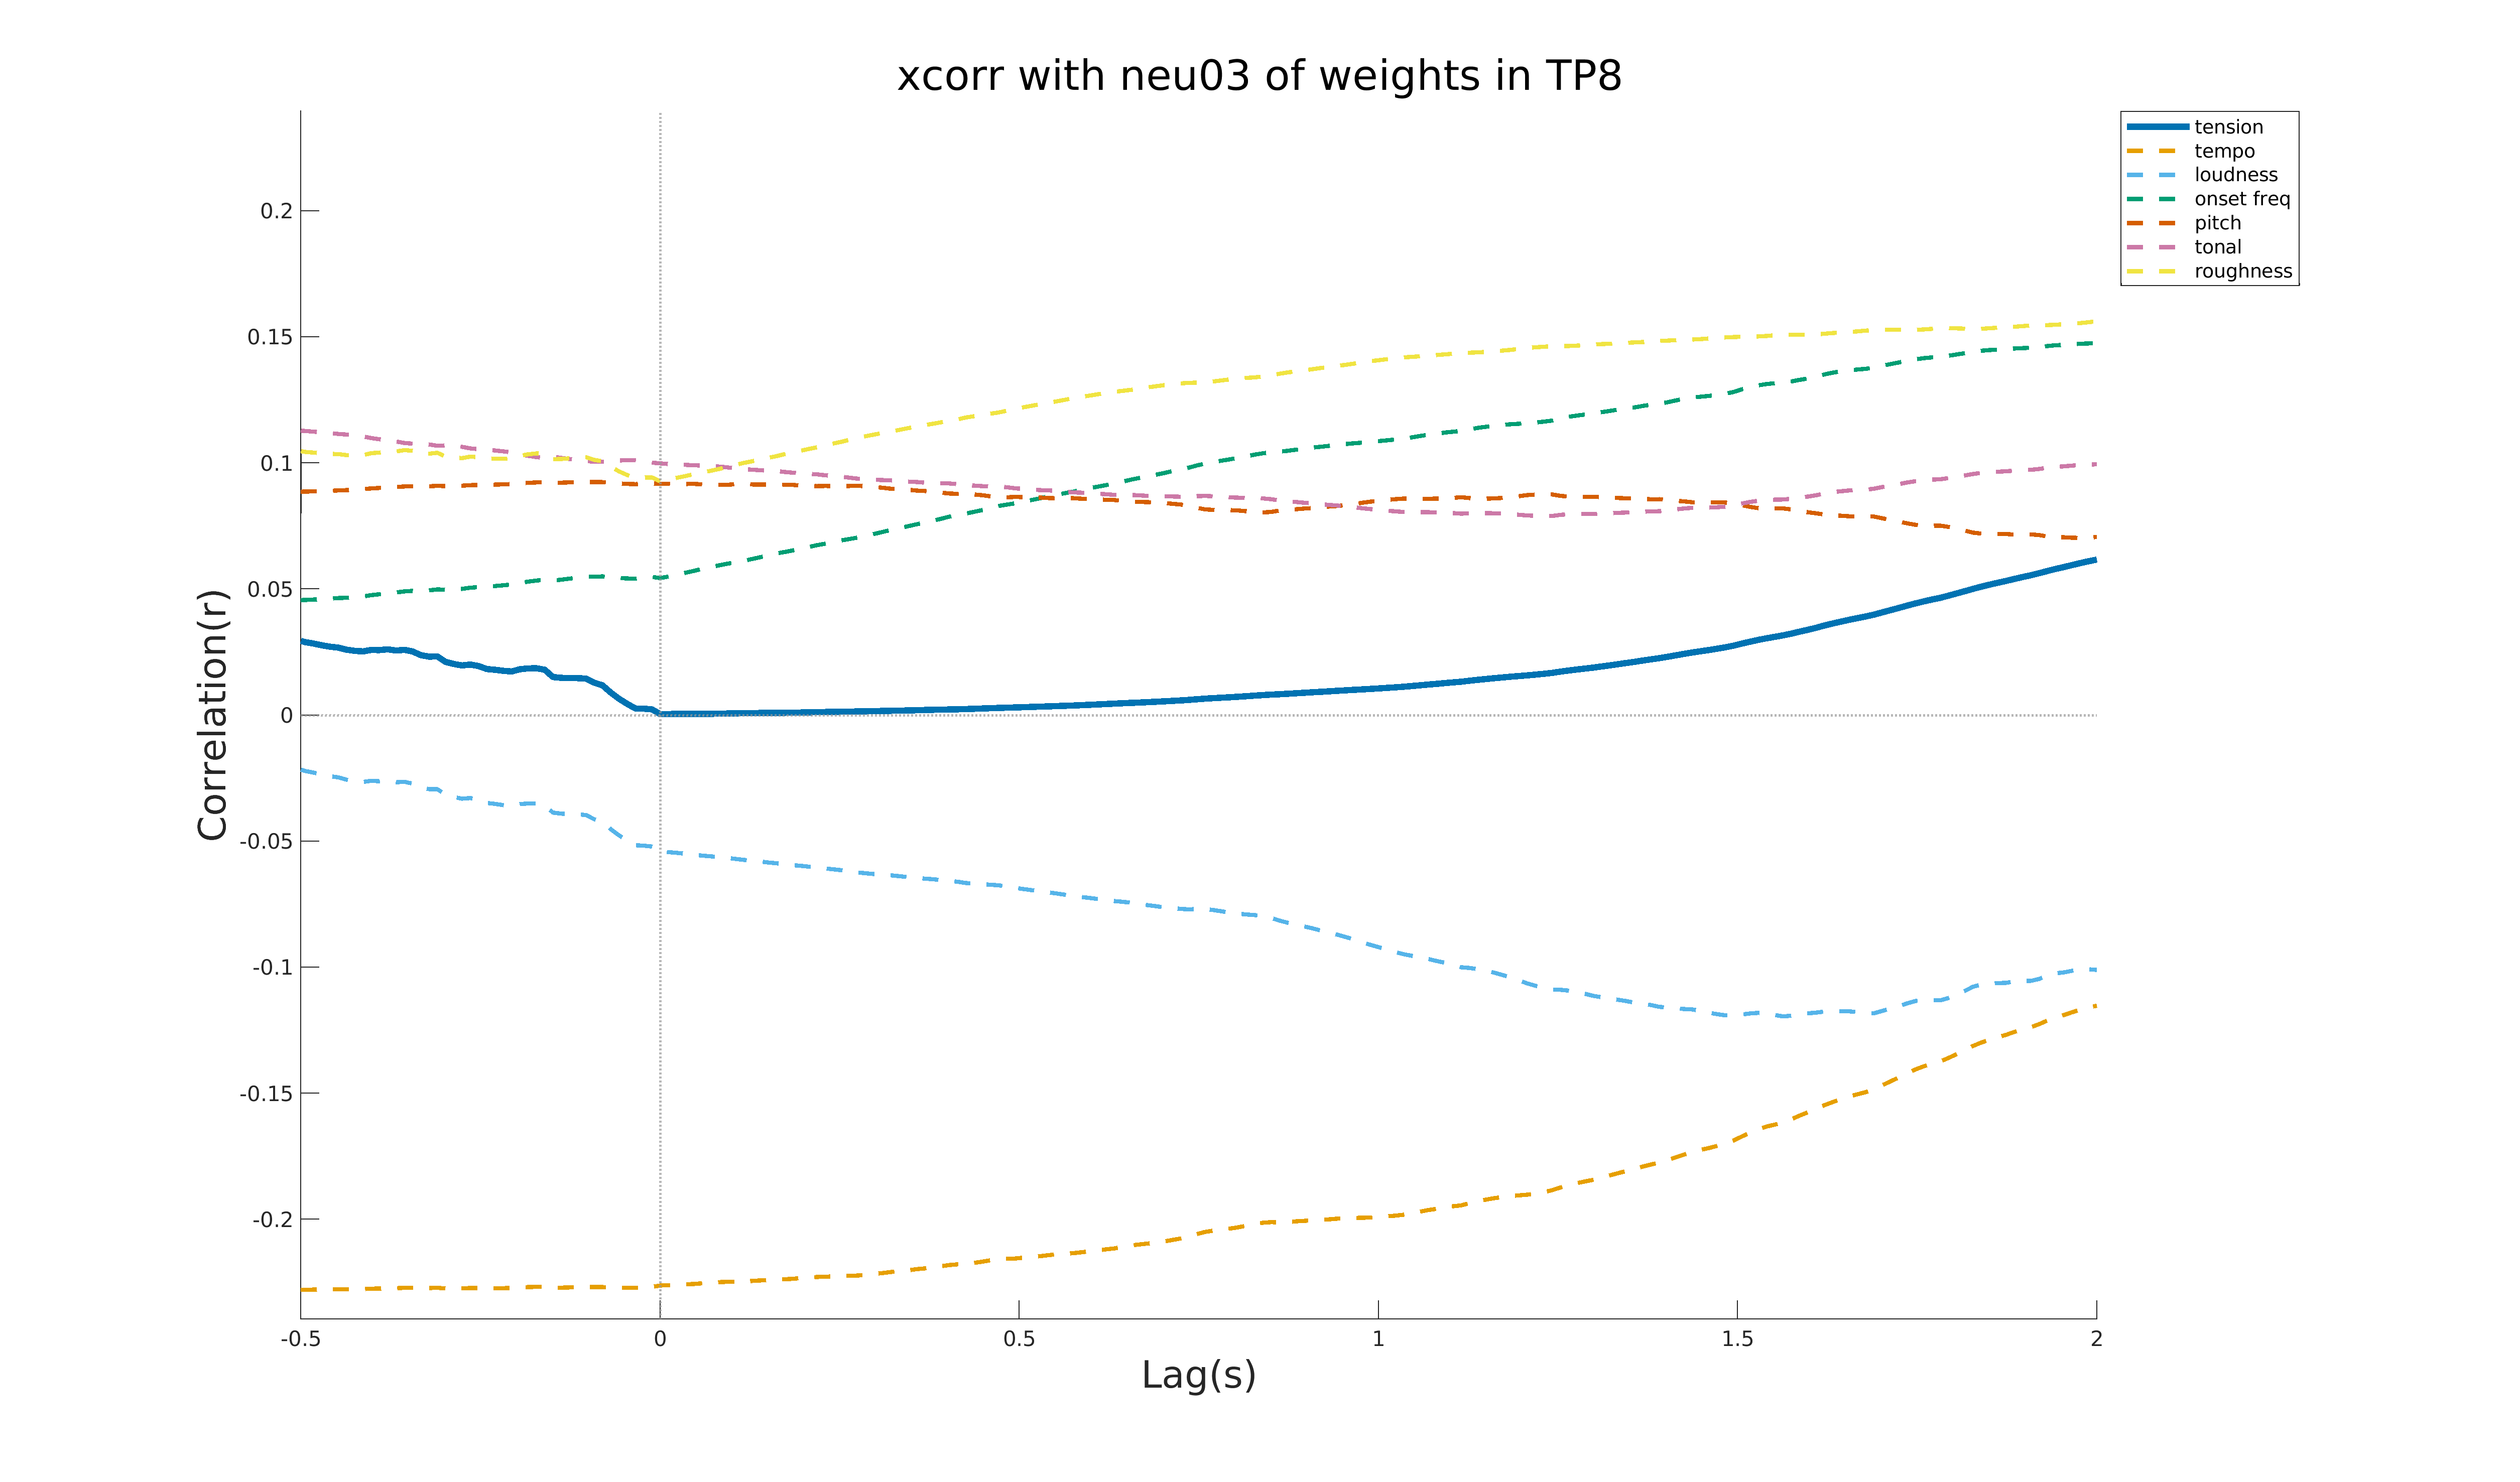 xcorr with neu03 of weights in TP8
tension
tempo
loudness
onset freq
pitch
tonal
roughness
Correlation(r)
0.2
0.15
0.1
0.05
0
-0.05
-0.1
-0.15
-0.2
-0.5
0
0.5
1
1.5
2
Lag(s)